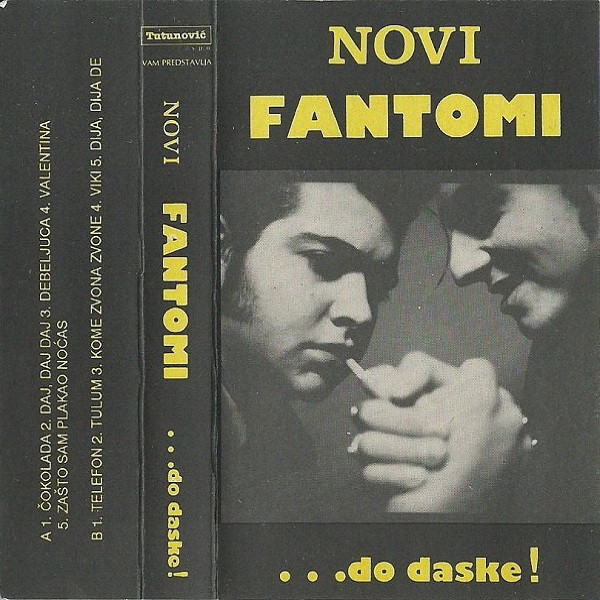 NOVI
FANTOMI
. . .do daske!
Tutunović
VAM PREDSTAVLJA
NOVI FANTOMI . . .do daske!
A 1. ČOKOLADA 2. DAJ, DAJ DAJ 3. DEBELJUCA 4. VALENTINA
5. ZAŠTO SAM PLAKAO NOĆAS
B 1. TELEFON 2. TULUM 3. KOME ZVONA ZVONE 4. VIKI 5. DIJA, DIJA DE